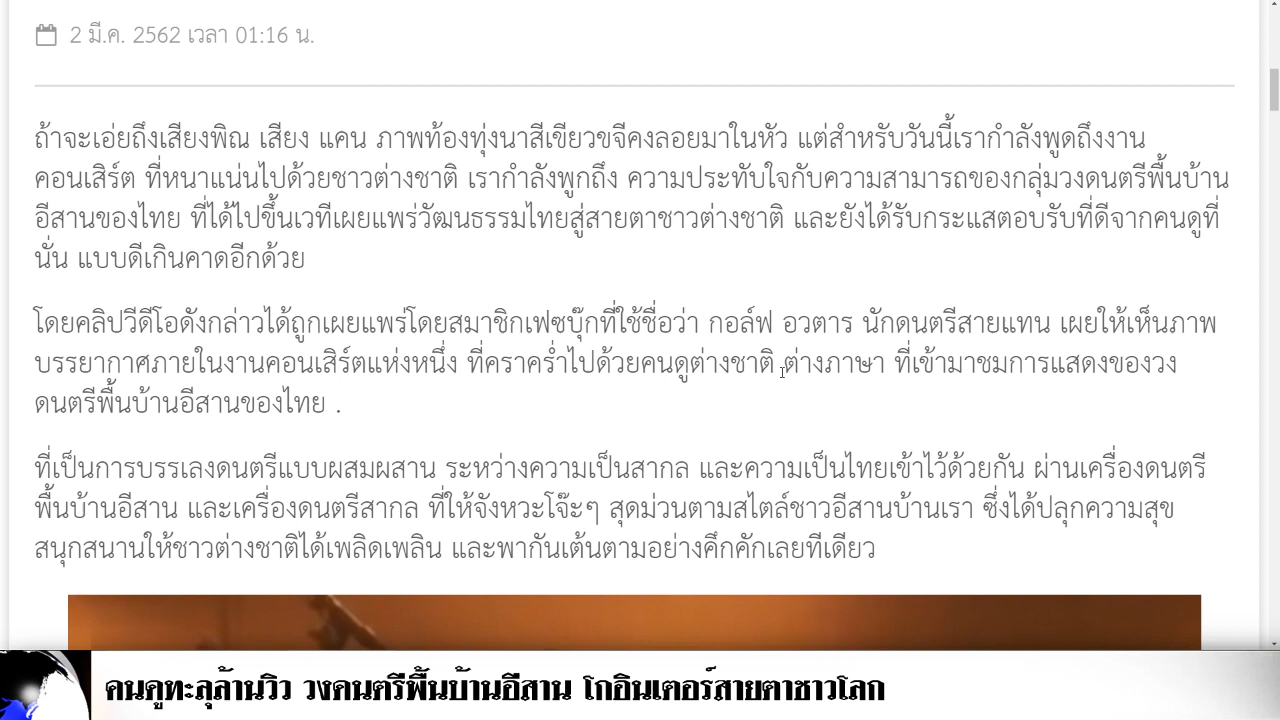 2 มี.ค. 2562 เวลา 01:16 น.
ถ้าจะเอ่ยถึงเสียงพิณ เสียง แคน ภาพท้องทุ่งนาสีเขียวขจีคงลอยมาในหัว แต่สำหรับวันนี้เรากำลังพูดถึงงาน
คอนเสิร์ต ที่หนาแน่นไปด้วยชาวต่างชาติ เรากำลังพูกถึง ความประทับใจกับความสามารถของกลุ่มวงดนตรีพื้นบ้าน
อีสานของไทย ที่ได้ไปขึ้นเวทีเผยแพร่วัฒนธรรมไทยสู่สายตาชาวต่างชาติ และยังได้รับกระแสตอบรับที่ดีจากคนดูที่
นั่น แบบดีเกินคาดอีกด้วย
โดยคลิปวีดีโอดังกล่าวได้ถูกเผยแพร่โดยสมาชิกเฟซบุ๊กที่ใช้ชื่อว่า กอล์ฟ อวตาร นักดนตรีสายแทน เผยให้เห็นภาพ
บรรยากาศภายในงานคอนเสิร์ตแห่งหนึ่ง ที่คราคร่ำไปด้วยคนดูต่างชาติ ต่างภาษา ที่เข้ามาชมการแสดงของวง
ดนตรีพื้นบ้านอีสานของไทย .
ที่เป็นการบรรเลงดนตรีแบบผสมผสาน ระหว่างความเป็นสากล และความเป็นไทยเข้าไว้ด้วยกัน ผ่านเครื่องดนตรี
พื้นบ้านอีสาน และเครื่องดนตรีสากล ที่ให้จังหวะโจ๊ะๆ สุดม่วนตามสไตล์ชาวอีสานบ้านเรา ซึ่งได้ปลุกความสุข
สนุกสนานให้ชาวต่างชาติได้เพลิดเพลิน และพากันเต้นตามอย่างคึกคักเลยทีเดียว
คนดูทะลุล้านวิว วงดนตรีพื้นบ้านอีสาน โกอินเตอร์สายตาชาวโลก